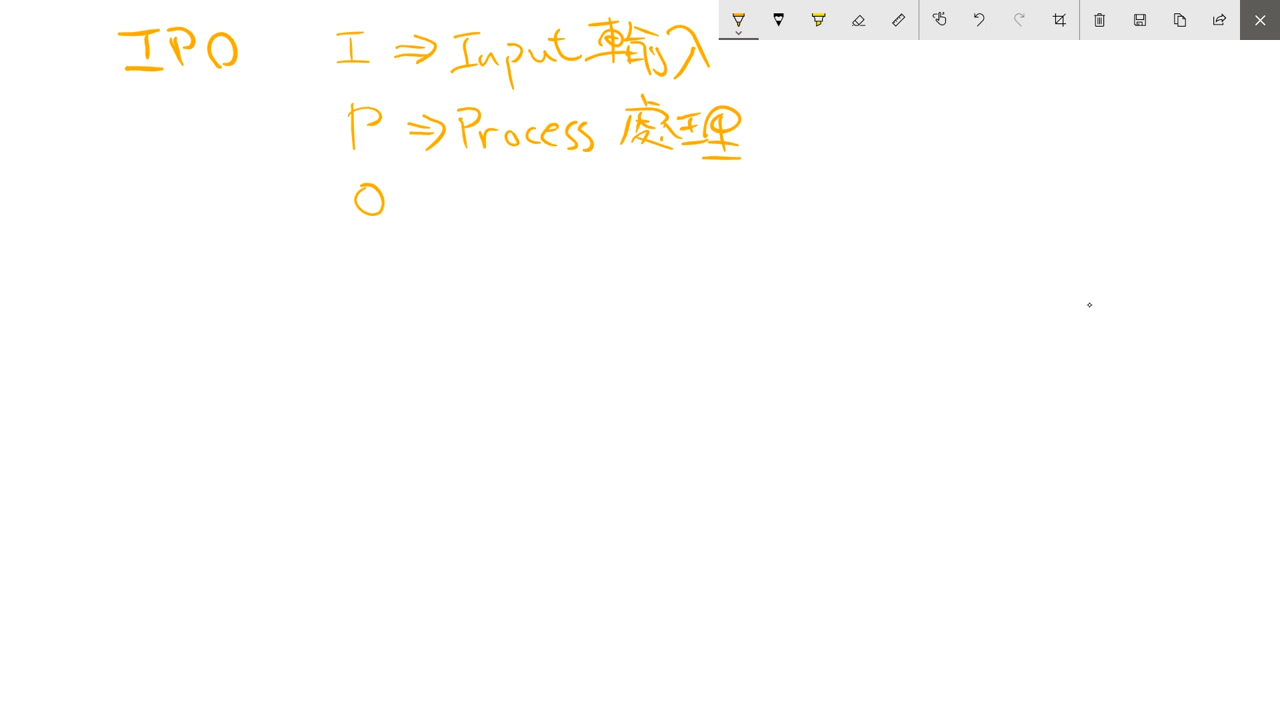 IPO I ⇒ Input 輸入
P ⇒ Process 處理
O